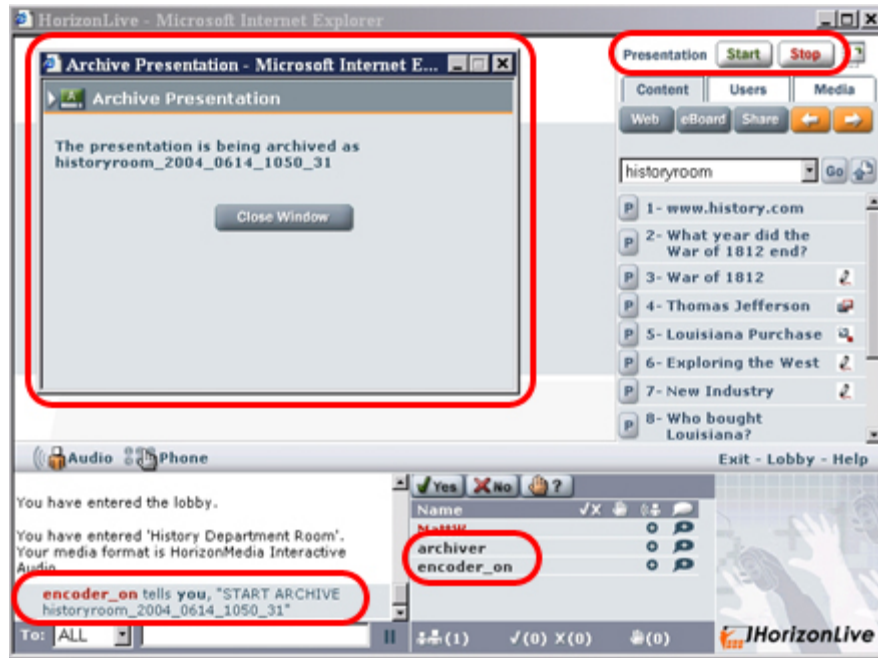 HorizonLive - Microsoft Internet Explorer
Archive Presentation - Microsoft Internet E...
Archive Presentation
The presentation is being archived as
historyroom_2004_0614_1050_31
Close Window
Presentation Start Stop
Content Users Media
Web eBoard Share
historyroom Go
P 1- www.history.com
P 2- What year did the
War of 1812 end?
P 3- War of 1812
P 4- Thomas Jefferson
P 5- Louisiana Purchase
P 6- Exploring the West
P 7- New Industry
P 8- Who bought
Louisiana?
Audio Phone
Exit - Lobby - Help
You have entered the lobby.
You have entered 'History Department Room'.
Your media format is HorizonMedia Interactive
Audio
encoder_on tells you, "START ARCHIVE
historyroom_2004_0614_1050_31"
To: ALL
Yes No ?
Name √X
MattW
archiver
encoder_on
(1) √(0) X(0) (0)
HorizonLive